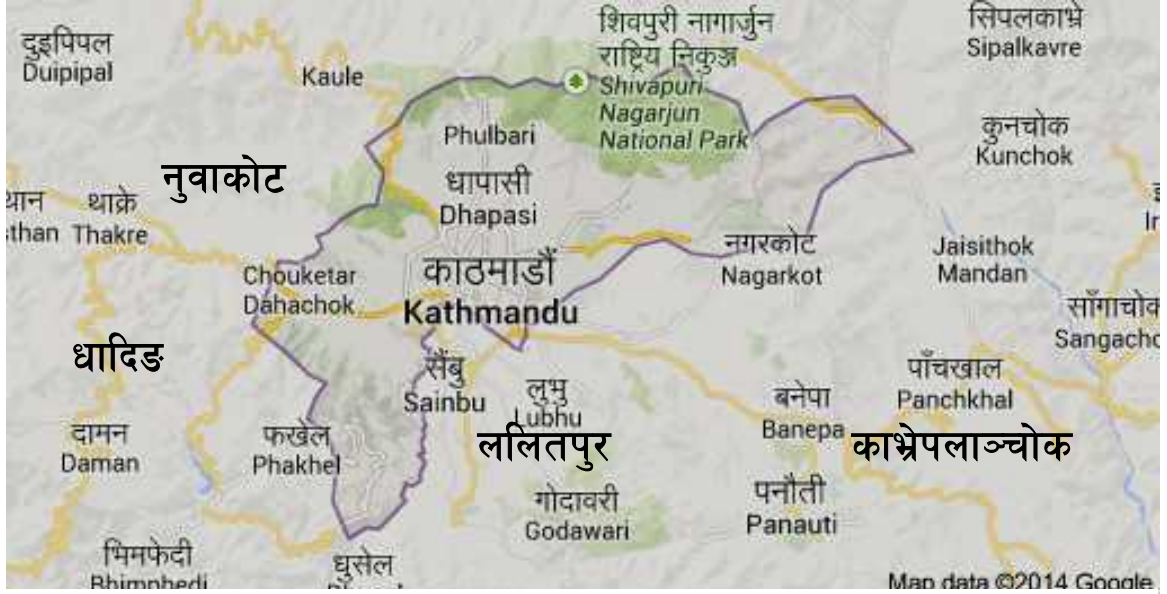 शिवपुरी नागार्जुन
राष्ट्रिय निकुञ्ज
Shivapuri
Nagarjun
National Park
सिपलकाभ्रे
Sipalkavre
दुइपिपल
Duipipal
Kaule
Phulbari
कुनचोक
Kunchok
नुवाकोट
धापासी
Dhapasi
थाक्रे
Thakre
नगरकोट
Nagarkot
Jaisithok
Mandan
Chouketar
Dahachok
काठमाडौं
Kathmandu
धादिङ
सैंबु
Sainbu
लुभु
Lubhu
पाँचखाल
Panchkhal
बनेपा
Banepa
दामन
Daman
फखेल
Phakhel
ललितपुर
काभ्रेपलाञ्चोक
गोदावरी
Godawari
पनौती
Panauti
भिमफेदी
Bhimphedi
धुसेल
Map data ©2014 Google